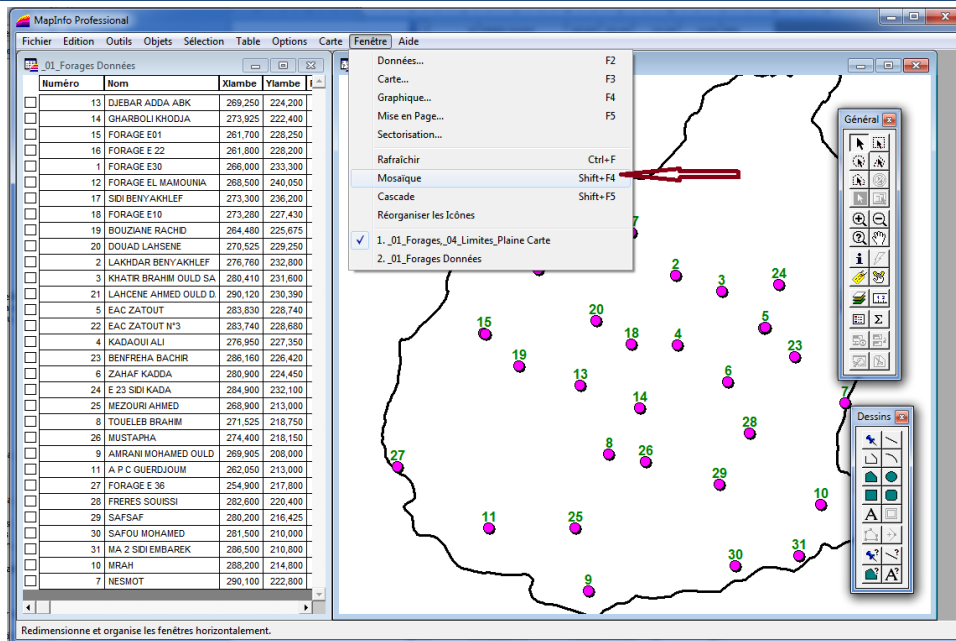 MapInfo Professional
Fichier Edition Outils Objets Sélection Table Options Carte Fenêtre Aide
_01_Forages Données
Numéro Nom Xlambe Ylambe
13 DJEBAR ADDA ABK 269,250 224,200
14 GHARBOLI KHODJA 273,925 222,400
15 FORAGE E01 261,700 228,250
16 FORAGE E 22 261,800 228,200
1 FORAGE E30 266,000 233,300
12 FORAGE EL MAMOUNIA 268,500 240,050
17 SIDI BENYAKHLEF 273,300 236,200
18 FORAGE E10 273,280 227,430
19 BOUZIANE RACHID 264,480 225,675
20 DOUAD LAHSENE 270,525 229,250
2 LAKHDAR BENYAKHLEF 276,760 232,800
3 KHATIR BRAHIM OULD SA 280,410 231,600
21 LAHCENE AHMED OULD D. 290,120 230,390
5 EAC ZATOUT 283,830 228,740
22 EAC ZATOUT N°3 283,740 228,680
4 KADAOUI ALI 276,950 227,350
23 BENFREHA BACHIR 286,160 226,420
6 ZAHAF KADDA 280,900 224,450
24 E 23 SIDI KADA 284,900 232,100
25 MEZOURI AHMED 268,900 213,000
8 TOUELEB BRAHIM 271,525 218,750
26 MUSTAPHA 274,400 218,150
9 AMRANI MOHAMED OULD 269,905 208,000
11 A P C GUERDJOUM 262,050 213,000
27 FORAGE E 36 254,900 217,800
28 FRERES SOUISSI 282,600 220,400
29 SAFSAF 280,200 216,425
30 SAFOU MOHAMED 281,500 210,000
31 MA 2 SIDI EMBAREK 286,500 210,800
10 MRAH 288,200 214,800
7 NESMOT 290,100 222,800
Données... F2
Carte... F3
Graphique... F4
Mise en Page... F5
Sectorisation...
Rafraîchir Ctrl+F
Mosaïque Shift+F4
Cascade Shift+F5
Réorganiser les Icônes
1. _01_Forages,_04_Limites_Plaine Carte
2. _01_Forages Données
7
2
3
24
20
15
18
4
5
19
23
13
6
14
7
28
8
26
27
29
10
11
25
31
30
9
Général
Dessins
Redimensionne et organise les fenêtres horizontalement.